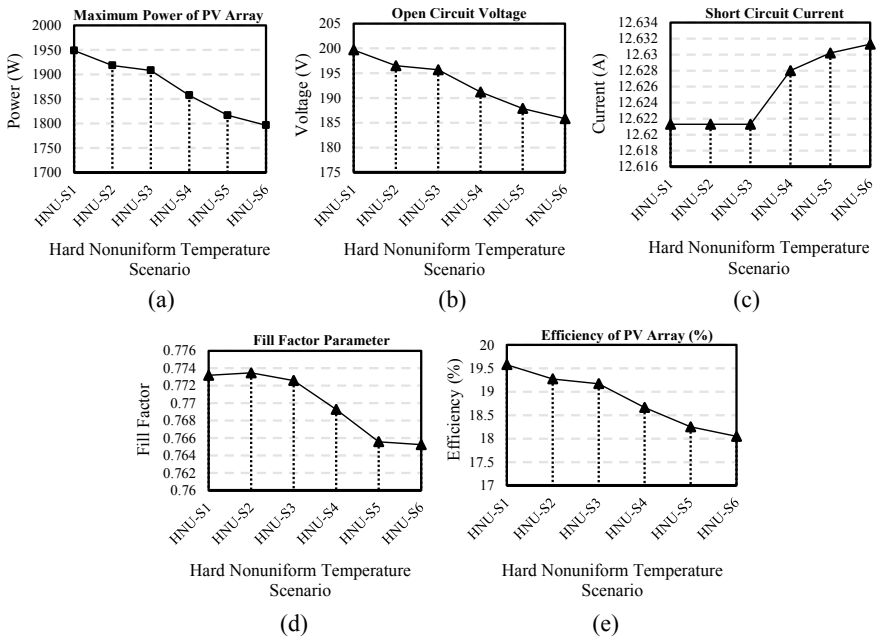 Maximum Power of PV Array
Power (W)
2000
1950
1900
1850
1800
1750
1700
HNU-S1
HNU-S2
HNU-S3
HNU-S4
HNU-S5
HNU-S6
Hard Nonuniform Temperature
Scenario
(a)
Open Circuit Voltage
Voltage (V)
205
200
195
190
185
180
175
HNU-S1
HNU-S2
HNU-S3
HNU-S4
HNU-S5
HNU-S6
Hard Nonuniform Temperature
Scenario
(b)
Short Circuit Current
Current (A)
12.634
12.632
12.630
12.628
12.626
12.624
12.622
12.62
12.618
12.616
HNU-S1
HNU-S2
HNU-S3
HNU-S4
HNU-S5
HNU-S6
Hard Nonuniform Temperature
Scenario
(c)
Fill Factor Parameter
Fill Factor
0.776
0.774
0.772
0.77
0.768
0.766
0.764
0.762
0.76
HNU-S1
HNU-S2
HNU-S3
HNU-S4
HNU-S5
HNU-S6
Hard Nonuniform Temperature
Scenario
(d)
Efficiency of PV Array (%)
Efficiency (%)
20
19.5
19
18.5
18
17.5
17
HNU-S1
HNU-S2
HNU-S3
HNU-S4
HNU-S5
HNU-S6
Hard Nonuniform Temperature
Scenario
(e)